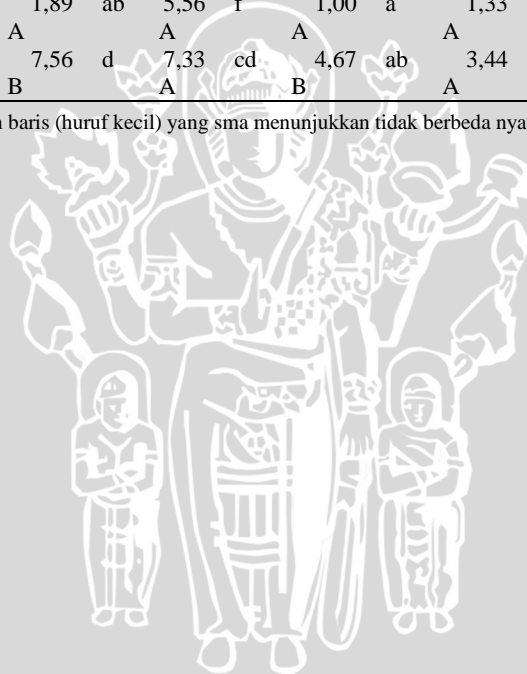 1,89 ab 5,56 f 1,00 a 1,33
A A A A
7,56 d 7,33 cd 4,67 ab 3,44
B A B A
baris (huruf kecil) yang sma menunjukkan tidak berbeda nya